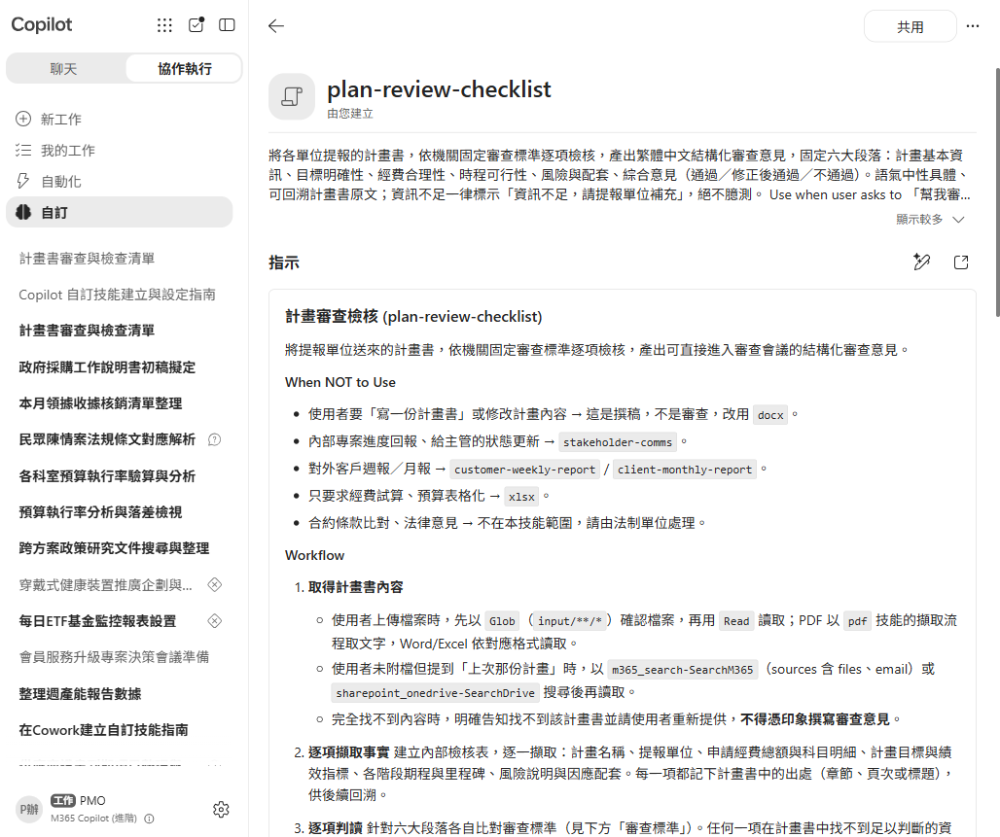 Copilot
聊天
協作執行
新工作
我的工作
自動化
自訂
計畫書審查與檢查清單
Copilot 自訂技能建立與設定指南
計畫書審查與檢查清單
政府採購工作說明書初稿擬定
本月領據收據核銷清單整理
民眾陳情案法規條文對應解析
各科室預算執行率驗算與分析
預算執行率分析與落差檢視
跨方案政策研究文件搜尋與整理
穿戴式健康裝置推廣企劃與...
每日ETF基金監控報表設置
會員服務升級專案決策會議準備
整理週產能報告數據
在Cowork建立自訂技能指南
P辦
工作 PMO
M365 Copilot (進階)
共用
plan-review-checklist
由您建立
將各單位提報的計畫書，依機關固定審查標準逐項檢核，產出繁體中文結構化審查意見，固定六大段落：計畫基本資
訊、目標明確性、經費合理性、時程可行性、風險與配套、綜合意見（通過／修正後通過／不通過）。語氣中性具體、
可回溯計畫書原文；資訊不足一律標示「資訊不足，請提報單位補充」，絕不臆測。 Use when user asks to 「幫我審...
顯示較多
指示
計畫審查檢核 (plan-review-checklist)
將提報單位送來的計畫書，依機關固定審查標準逐項檢核，產出可直接進入審查會議的結構化審查意見。
When NOT to Use
• 使用者要「寫一份計畫書」或修改計畫內容 → 這是撰稿，不是審查，改用 docx 。
• 內部專案進度回報、給主管的狀態更新 → stakeholder-comms 。
• 對外客戶週報／月報 → customer-weekly-report / client-monthly-report 。
• 只要求經費試算、預算表格化 → xlsx 。
• 合約條款比對、法律意見 → 不在本技能範圍，請由法制單位處理。
Workflow
1. 取得計畫書內容
○ 使用者上傳檔案時，先以 Glob （ input/**/* ）確認檔案，再用 Read 讀取；PDF 以 pdf 技能的擷取流
程取文字，Word/Excel 依對應格式讀取。
○ 使用者未附檔但提到「上次那份計畫」時，以 m365_search-SearchM365 （sources 含 files、email）或
sharepoint_onedrive-SearchDrive 搜尋後再讀取。
○ 完全找不到內容時，明確告知找不到該計畫書並請使用者重新提供，不得憑印象撰寫審查意見。
2. 逐項擷取事實 建立內部檢核表，逐一擷取：計畫名稱、提報單位、申請經費總額與科目明細、計畫目標與績
效指標、各階段期程與里程碑、風險說明與因應配套。每一項都記下計畫書中的出處（章節、頁次或標題），
供後續回溯。
3. 逐項判讀 針對六大段落各自比對審查標準（見下方「審查標準」）。任何一項在計畫書中找不到足以判斷的資